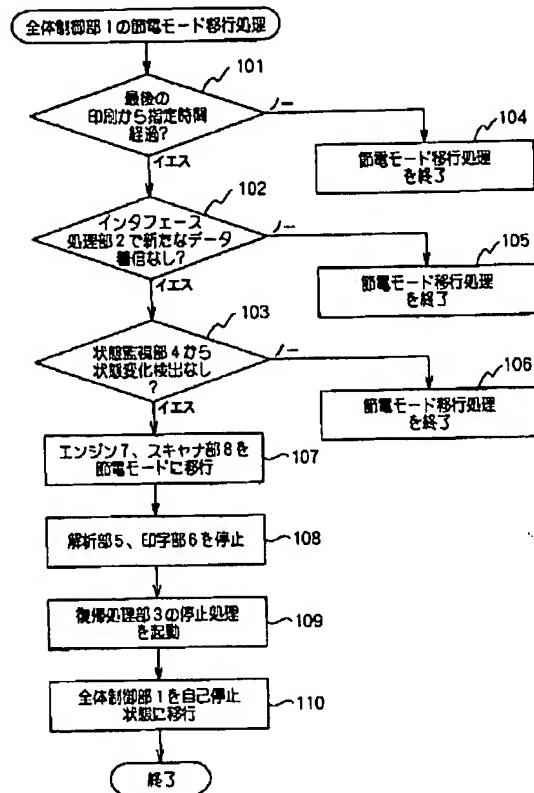 全体制御部1の節電モード移行処理
101
最後の
印刷から指定時間
経過?
ノー
104
節電モード移行処理
を終了
イエス
102
インタフェース
処理部2で新たなデータ
着信なし?
ノー
105
節電モード移行処理
を終了
イエス
103
状態監視部4から
状態変化検出なし
?
ノー
106
節電モード移行処理
を終了
イエス
エンジン7、スキャナ部8を
節電モードに移行
107
解析部5、印字部6を停止
108
復帰処理部3の停止処理
を起動
109
全体制御部1を自己停止
状態に移行
110
終了